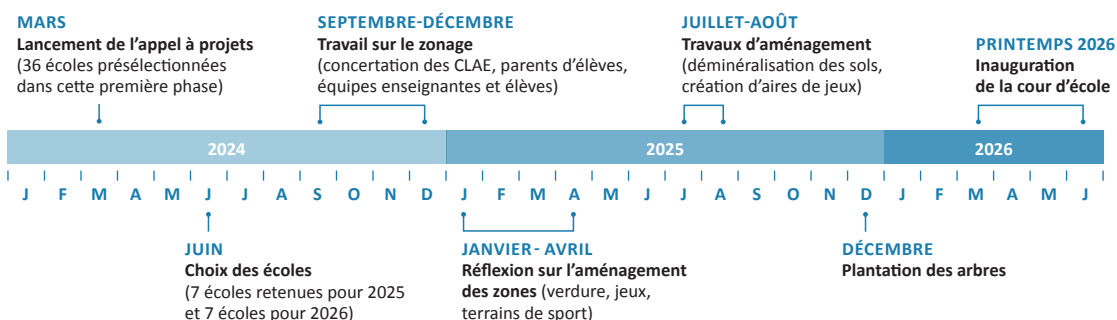 MARS
Lancement de l'appel à projets
(36 écoles présélectionnées
dans cette première phase)
SEPTEMBRE-DÉCEMBRE
Travail sur le zonage
(concertation des CLAE, parents d'élèves,
équipes enseignantes et élèves)
JUILLET-AOÛT
Travaux d'aménagement
(déminéralisation des sols,
création d'aires de jeux)
PRINTEMPS 2026
Inauguration
de la cour d'école
2024 2025 2026
J F M A M J J A S O N D J F M A M J J A S O N D J F M A M J
JUIN
Choix des écoles
(7 écoles retenues pour 2025
et 7 écoles pour 2026)
JANVIER- AVRIL
Réflexion sur l'aménagement
des zones (verdure, jeux,
terrains de sport)
DÉCEMBRE
Plantation des arbres